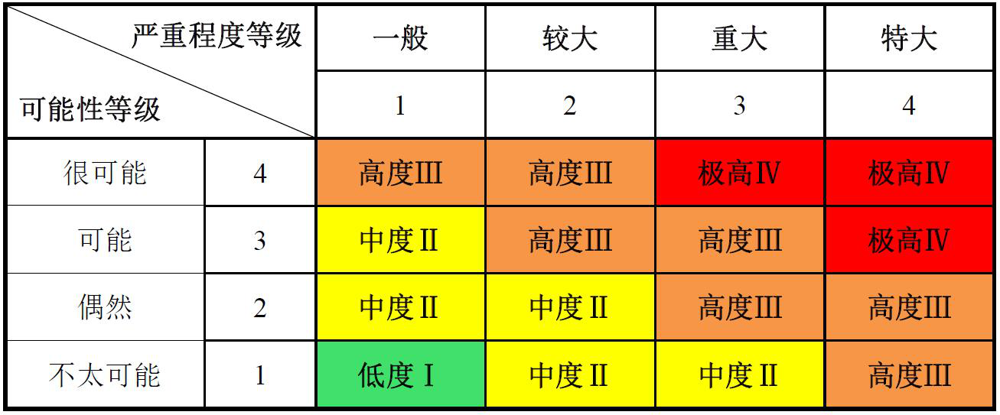 严重程度等级 一般 较大 重大 特大
可能性等级 1 2 3 4
很可能 4 高度Ⅲ 高度Ⅲ 极高Ⅳ 极高Ⅳ
可能 3 中度Ⅱ 高度Ⅲ 高度Ⅲ 极高Ⅳ
偶然 2 中度Ⅱ 中度Ⅱ 高度Ⅲ 高度Ⅲ
不太可能 1 低度Ⅰ 中度Ⅱ 中度Ⅱ 高度Ⅲ